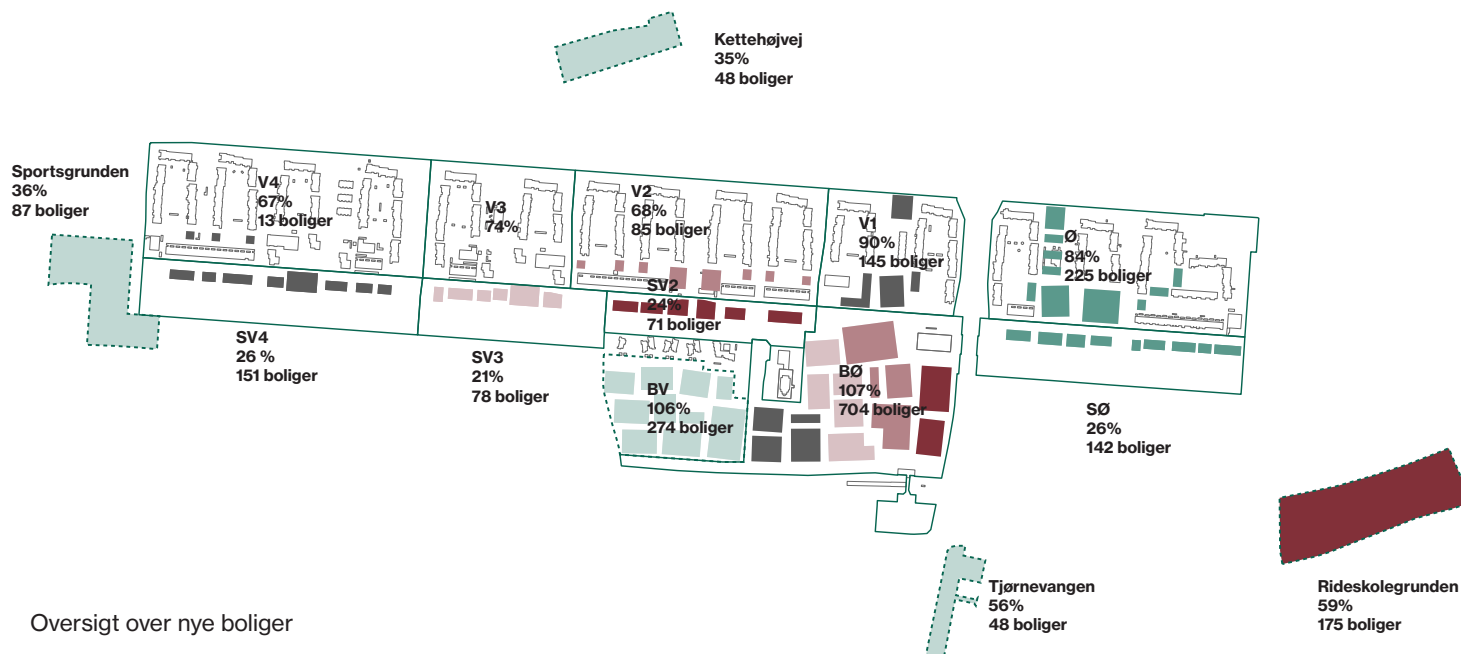 Kettehøjvej
35%
48 boliger
Sportsgrunden
36%
87 boliger
V4
67%
13 boliger
V3
74%
V2
68%
85 boliger
V1
90%
145 boliger
Ø
84%
225 boliger
SV2
24%
71 boliger
SV4
26 %
151 boliger
SV3
21%
78 boliger
BV
106%
274 boliger
BØ
107%
704 boliger
SØ
26%
142 boliger
Tjørnevangen
56%
48 boliger
Rideskolegrunden
59%
175 boliger
Oversigt over nye boliger